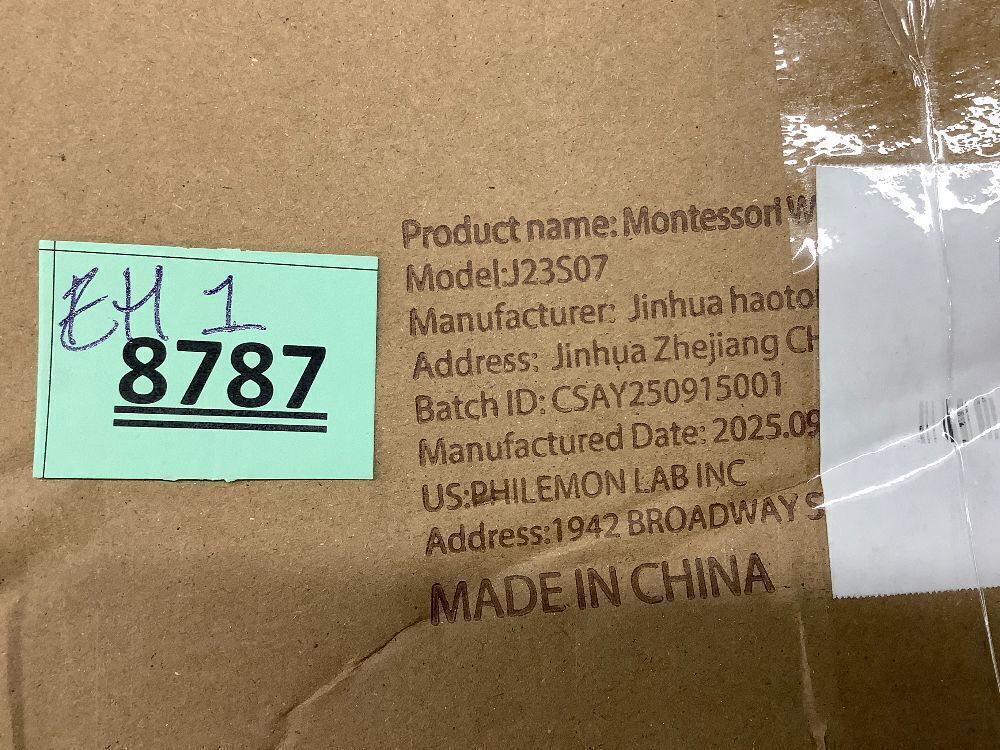 EH 1
8787
Product name: Montessori
Model:J23S07
Manufacturer: Jinhua
Address: Jinhua Zhejiang
Batch ID: CSAY250915001
Manufactured Date: 2025.09
US:PHILEMON LAB INC
Address:1942 BROADWAY
MADE IN CHINA